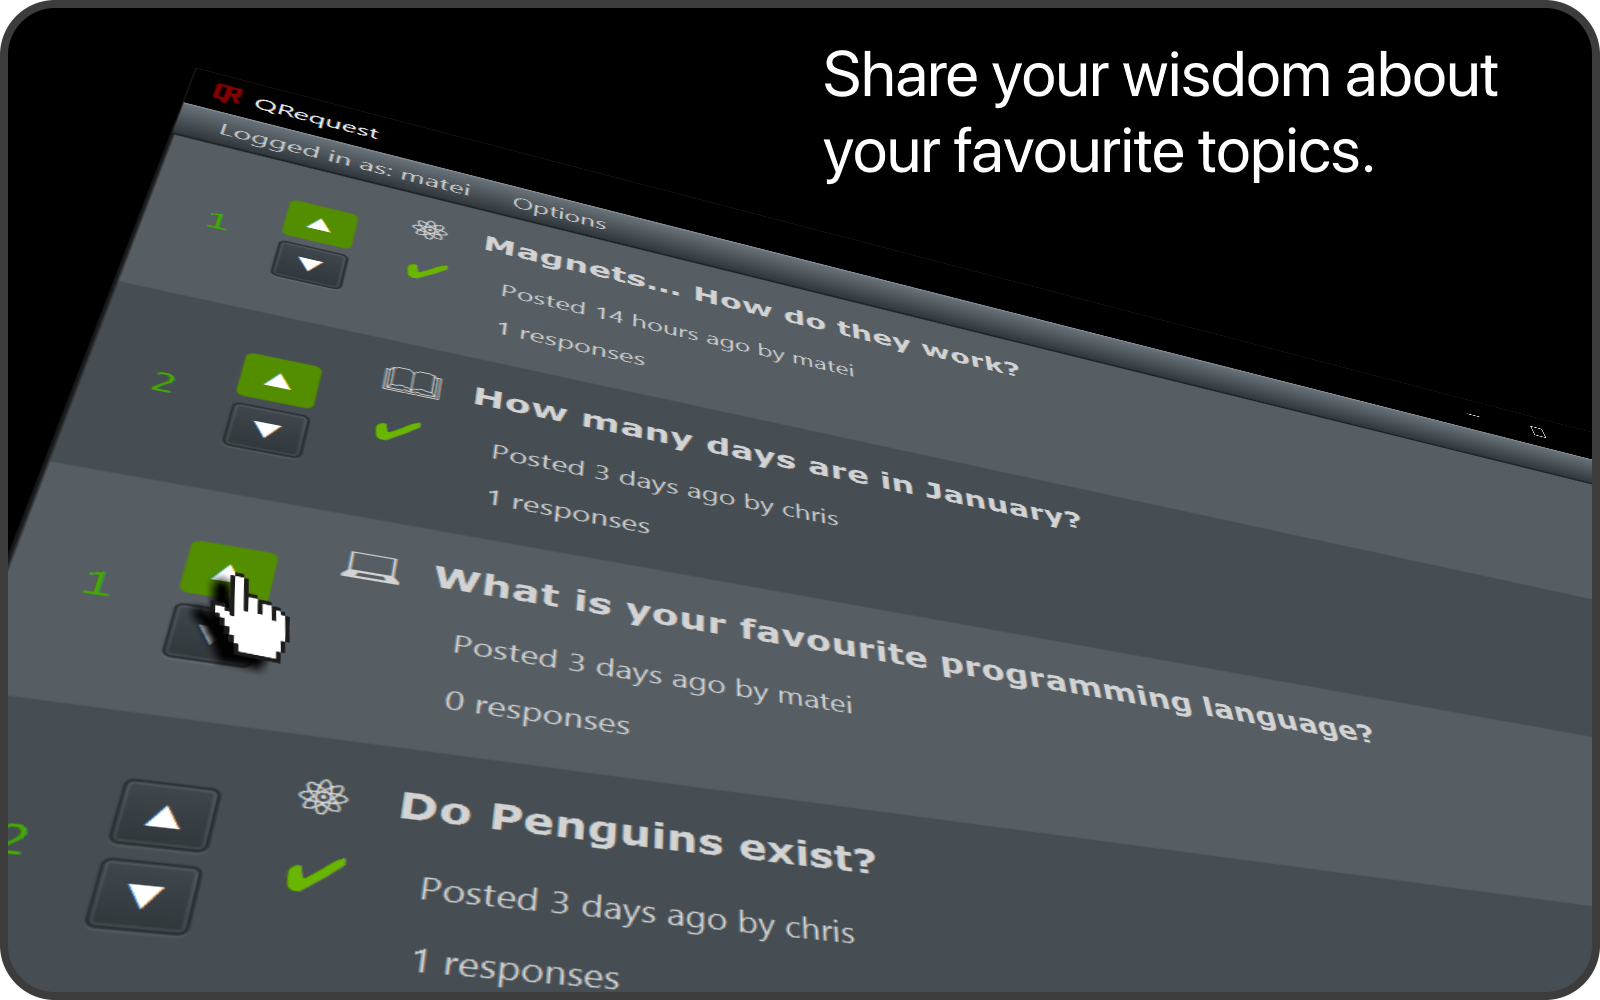 Share your wisdom about
your favourite topics.
QR QRequest
Logged in as: matei Options
1
Magnets... How do they work?
Posted 14 hours ago by matei
1 responses
2
How many days are in January?
Posted 3 days ago by chris
1 responses
1
What is your favourite programming language?
Posted 3 days ago by matei
0 responses
2
Do Penguins exist?
Posted 3 days ago by chris
1 responses